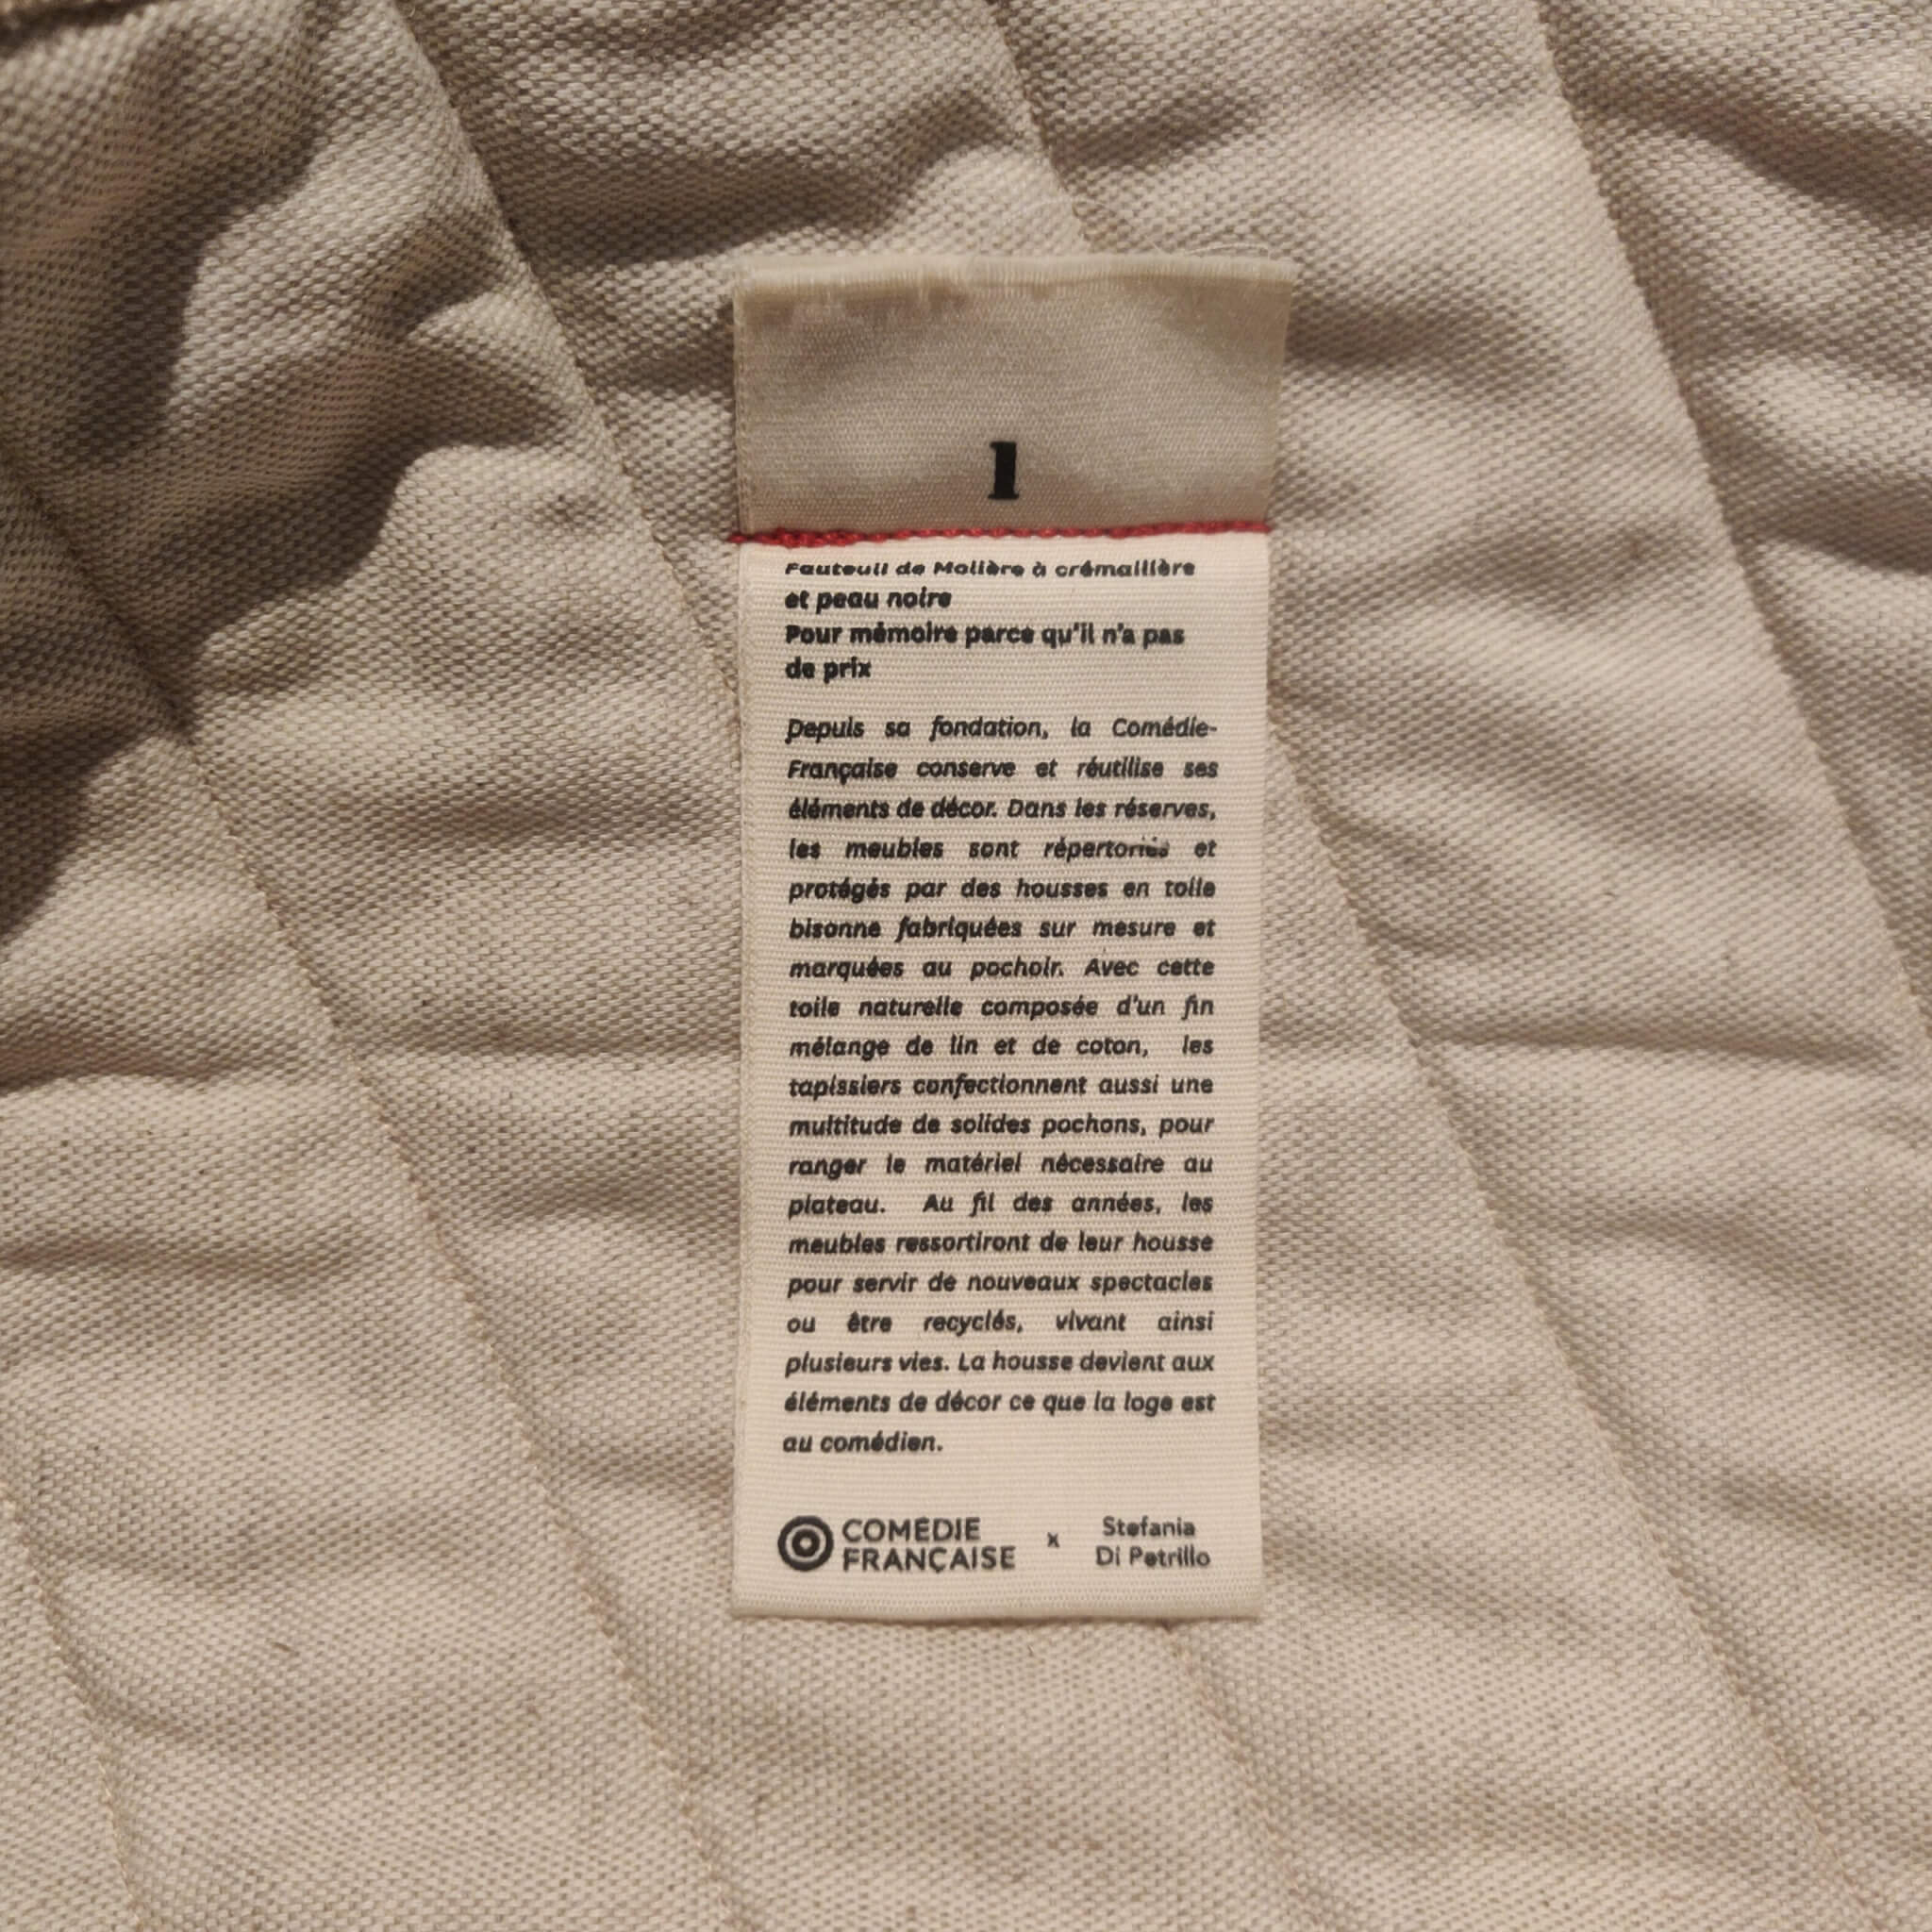 1
Fauteuil de Molière à crémaillère
et peau noire
Pour mémoire parce qu'il n'a pas
de prix
Depuis sa fondation, la Comédie-
Française conserve et réutilise ses
éléments de décor. Dans les réserves,
les meubles sont répertoriés et
protégés par des housses en toile
bisonne fabriquées sur mesure et
marquées au pochoir. Avec cette
toile naturelle composée d'un fin
mélange de lin et de coton, les
tapissiers confectionnent aussi une
multitude de solides pochons, pour
ranger le matériel nécessaire au
plateau. Au fil des années, les
meubles ressortiront de leur housse
pour servir de nouveaux spectacles
ou être recyclés, vivant ainsi
plusieurs vies. La housse devient aux
éléments de décor ce que la loge est
au comédien.
COMÉDIE
FRANÇAISE
x
Stefania
Di Petrillo